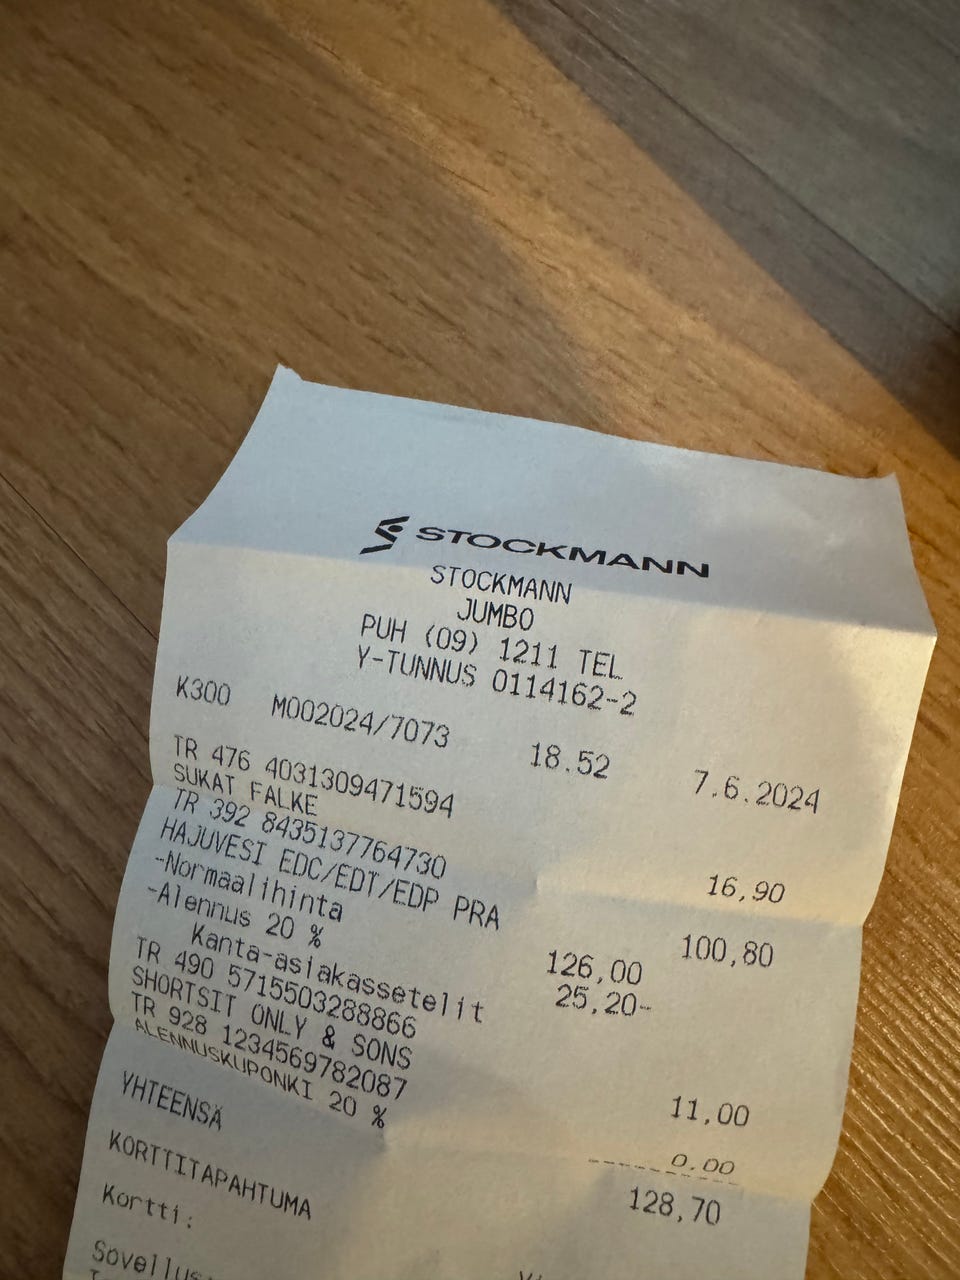 STOCKMANN
STOCKMANN
JUMBO
PUH (09) 1211 TEL
Y-TUNNUS 0114162-2
K300 M002024/7073 18.52 7.6.2024
TR 476 4031309471594
SUKAT FALKE 16,90
TR 392 8435137764730
HAJUVESI EDC/EDT/EDP PRA 100,80
-Normaalihinta 126,00
-Alennus 20 % 25,20-
Kanta-asiakassetelit
TR 490 5715503288866
SHORTSIT ONLY & SONS 11,00
TR 928 1234569782087
ALENNUSKUPONKI 20 % 0.00
YHTEENSÄ 128,70
KORTTITAPAHTUMA
Kortti: